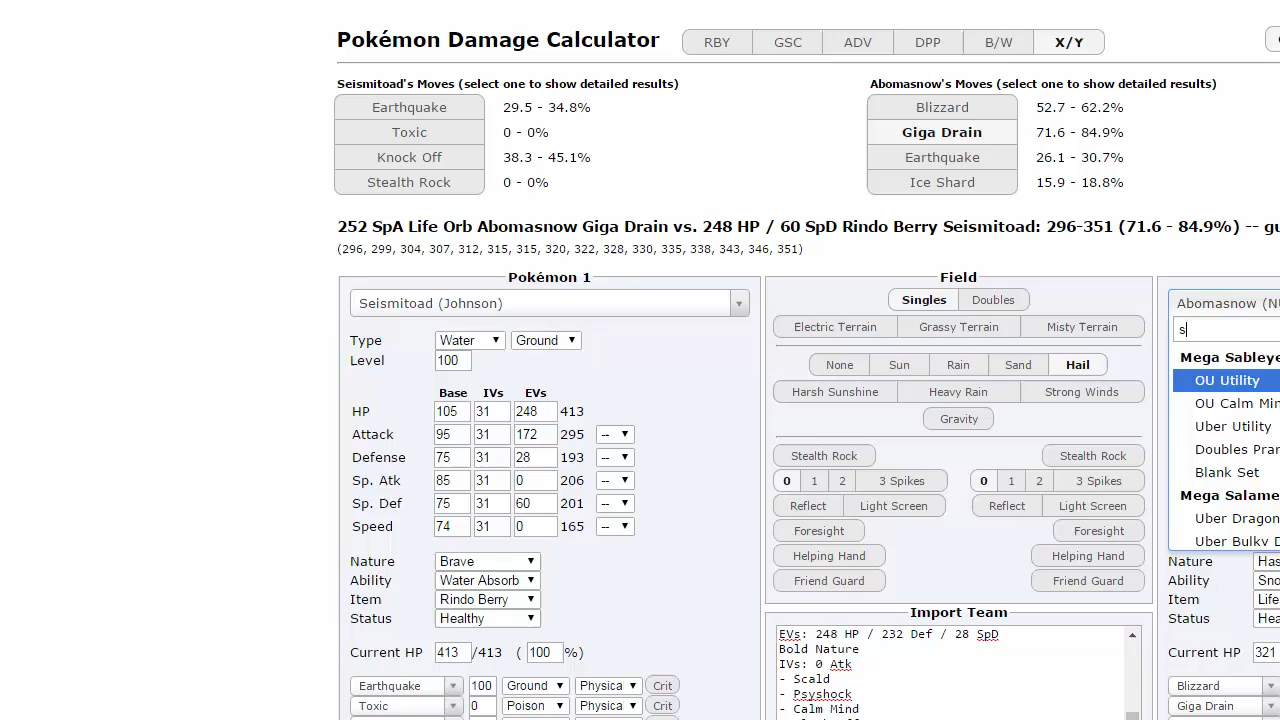 Pokémon Damage Calculator RBY GSC ADV DPP B/W X/Y
Seismitoad's Moves (select one to show detailed results)
Earthquake 29.5 - 34.8%
Toxic 0 - 0%
Knock Off 38.3 - 45.1%
Stealth Rock 0 - 0%
Abomasnow's Moves (select one to show detailed results)
Blizzard 52.7 - 62.2%
Giga Drain 71.6 - 84.9%
Earthquake 26.1 - 30.7%
Ice Shard 15.9 - 18.8%
252 SpA Life Orb Abomasnow Giga Drain vs. 248 HP / 60 SpD Rindo Berry Seismitoad: 296-351 (71.6 - 84.9%) -- gu
(296, 299, 304, 307, 312, 315, 315, 320, 322, 328, 330, 335, 338, 343, 346, 351)
Pokémon 1
Seismitoad (Johnson)
Type Water Ground
Level 100
Base IVs EVs
HP 105 31 248 413
Attack 95 31 172 295 --
Defense 75 31 28 193 --
Sp. Atk 85 31 0 206 --
Sp. Def 75 31 60 201 --
Speed 74 31 0 165 --
Nature Brave
Ability Water Absorb
Item Rindo Berry
Status Healthy
Current HP 413 /413 ( 100 %)
Earthquake 100 Ground Physica Crit
Toxic 0 Poison Physica Crit
Field
Singles Doubles
Electric Terrain Grassy Terrain Misty Terrain
None Sun Rain Sand Hail
Harsh Sunshine Heavy Rain Strong Winds
Gravity
Stealth Rock Stealth Rock
0 1 2 3 Spikes 0 1 2 3 Spikes
Reflect Light Screen Reflect Light Screen
Foresight Foresight
Helping Hand Helping Hand
Friend Guard Friend Guard
Import Team
EVs: 248 HP / 232 Def / 28 SpD
Bold Nature
IVs: 0 Atk
- Scald
- Psyshock
- Calm Mind
Abomasnow (NU
s
Mega Sableye
OU Utility
OU Calm Min
Uber Utility
Doubles Pran
Blank Set
Mega Salame
Uber Dragon
Uber Bulky D
Nature Has
Ability Sno
Item Life
Status Hea
Current HP 321
Blizzard
Giga Drain